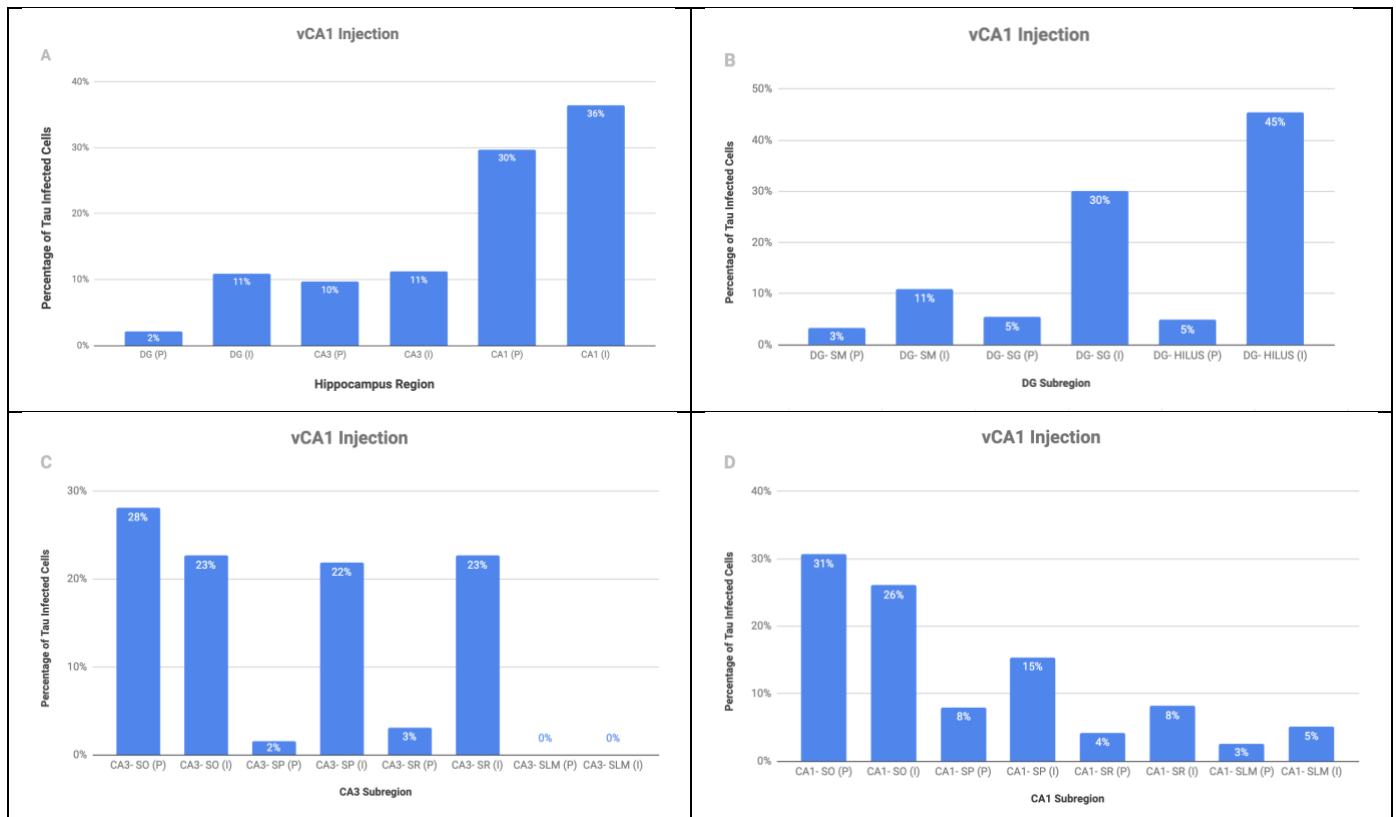 vCA1 Injection
A
Percentage of Tau Infected Cells
40%
30%
20%
10%
0%
2%
11%
10%
11%
30%
36%
DG (P) DG (I) CA3 (P) CA3 (I) CA1 (P) CA1 (I)
Hippocampus Region
vCA1 Injection
B
Percentage of Tau Infected Cells
50%
40%
30%
20%
10%
0%
3%
11%
5%
30%
5%
45%
DG- SM (P) DG- SM (I) DG- SG (P) DG- SG (I) DG- HILUS (P) DG- HILUS (I)
DG Subregion
vCA1 Injection
C
Percentage of Tau Infected Cells
30%
20%
10%
0%
28%
23%
2%
22%
3%
23%
0%
0%
CA3- SO (P) CA3- SO (I) CA3- SP (P) CA3- SP (I) CA3- SR (P) CA3- SR (I) CA3- SLM (P) CA3- SLM (I)
CA3 Subregion
vCA1 Injection
D
Percentage of Tau Infected Cells
40%
30%
20%
10%
0%
31%
26%
8%
15%
4%
8%
3%
5%
CA1- SO (P) CA1- SO (I) CA1- SP (P) CA1- SP (I) CA1- SR (P) CA1- SR (I) CA1- SLM (P) CA1- SLM (I)
CA1 Subregion